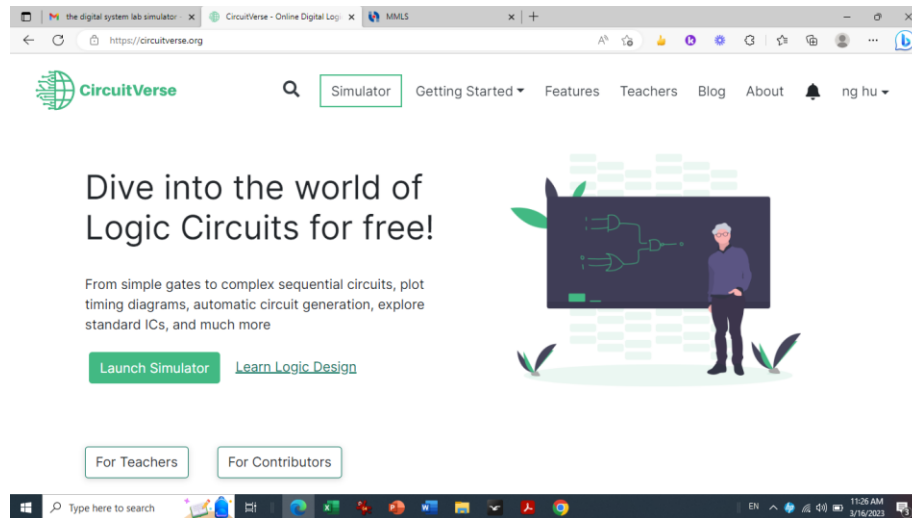 the digital system lab simulator
CircuitVerse - Online Digital Logi
MMLS
https://circuitverse.org
CircuitVerse
Simulator
Getting Started
Features
Teachers
Blog
About
ng hu
Dive into the world of
Logic Circuits for free!
From simple gates to complex sequential circuits, plot
timing diagrams, automatic circuit generation, explore
standard ICs, and much more
Launch Simulator
Learn Logic Design
For Teachers
For Contributors
Type here to search
EN
11:26 AM
3/16/2023